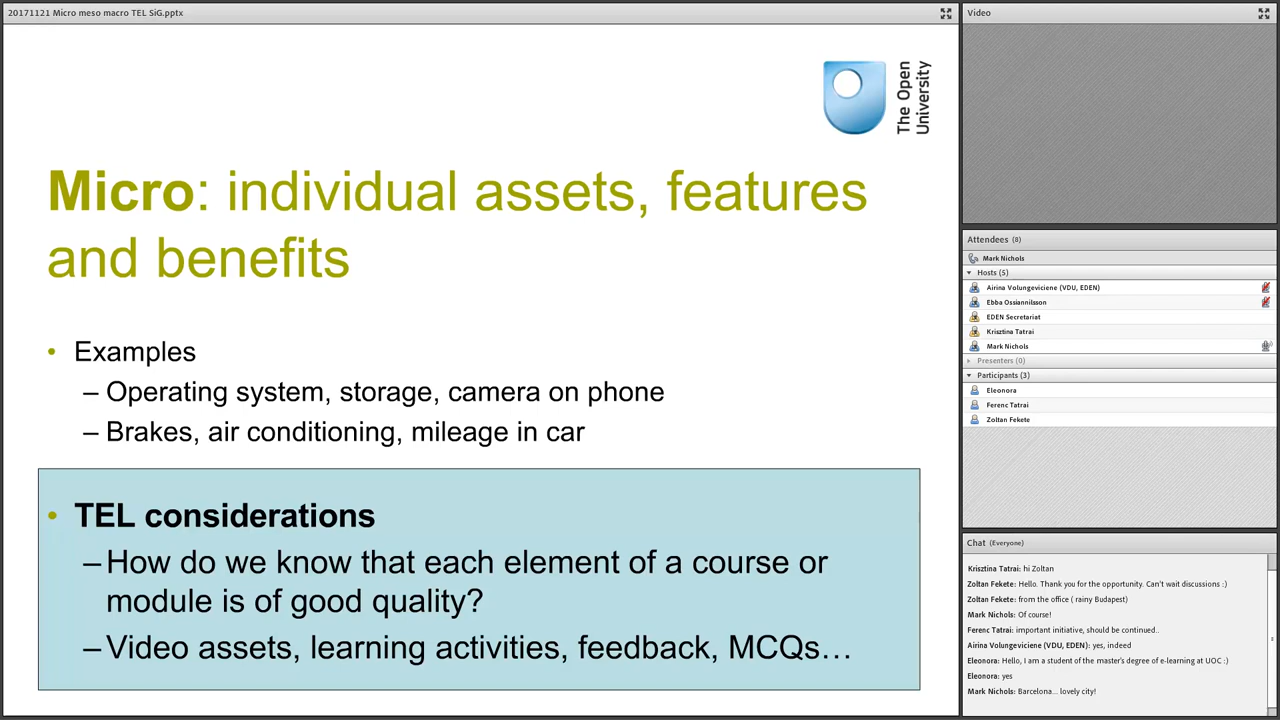 20171121 Micro meso macro TEL SiG.pptx
The Open
University
Micro: individual assets, features
and benefits
• Examples
– Operating system, storage, camera on phone
– Brakes, air conditioning, mileage in car
• TEL considerations
– How do we know that each element of a course or
module is of good quality?
– Video assets, learning activities, feedback, MCQs…
Video
Attendees (8)
Mark Nichols
Hosts (5)
Airina Volungeviciene (VDU, EDEN)
Ebba Ossiannilsson
EDEN Secretariat
Krisztina Tatrai
Mark Nichols
Presenters (0)
Participants (3)
Eleonora
Ferenc Tatrai
Zoltan Fekete
Chat (Everyone)
Krisztina Tatrai: hi Zoltan
Zoltan Fekete: Hello. Thank you for the opportunity. Can't wait discussions :)
Zoltan Fekete: from the office ( rainy Budapest)
Mark Nichols: Of course!
Ferenc Tatrai: important initiative, should be continued..
Airina Volungeviciene (VDU, EDEN): yes, indeed
Eleonora: Hello, I am a student of the master's degree of e-learning at UOC :)
Eleonora: yes
Mark Nichols: Barcelona... lovely city!